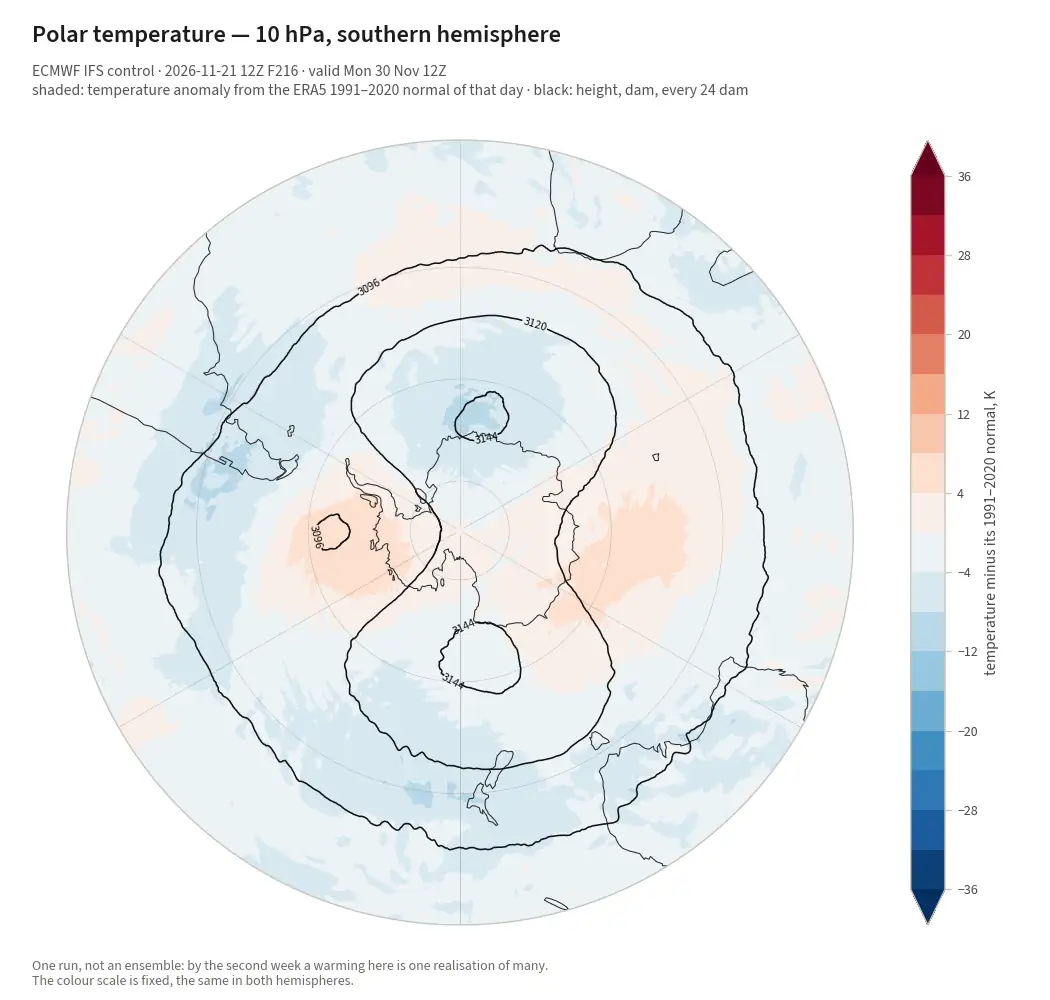 Polar temperature — 10 hPa, southern hemisphere
ECMWF IFS control · 2026-11-21 12Z F216 · valid Mon 30 Nov 12Z
shaded: temperature anomaly from the ERA5 1991–2020 normal of that day · black: height, dam, every 24 dam
3096
3120
3144
3096
3144
3144
36
28
20
12
4
−4
−12
−20
−28
−36
temperature minus its 1991–2020 normal, K
One run, not an ensemble: by the second week a warming here is one realisation of many.
The colour scale is fixed, the same in both hemispheres.